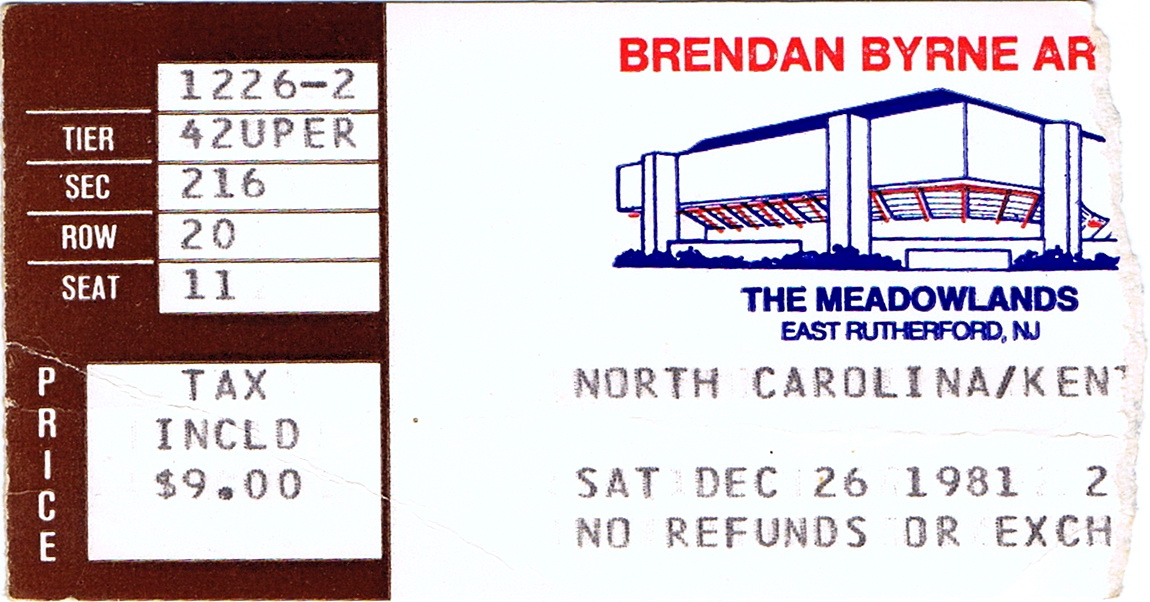 1226-2
TIER 42UPER
SEC 216
ROW 20
SEAT 11
PRICE
TAX
INCLD
$9.00
BRENDAN BYRNE AR
THE MEADOWLANDS
EAST RUTHERFORD, NJ
NORTH CAROLINA/KENT
SAT DEC 26 1981 2
NO REFUNDS OR EXCH